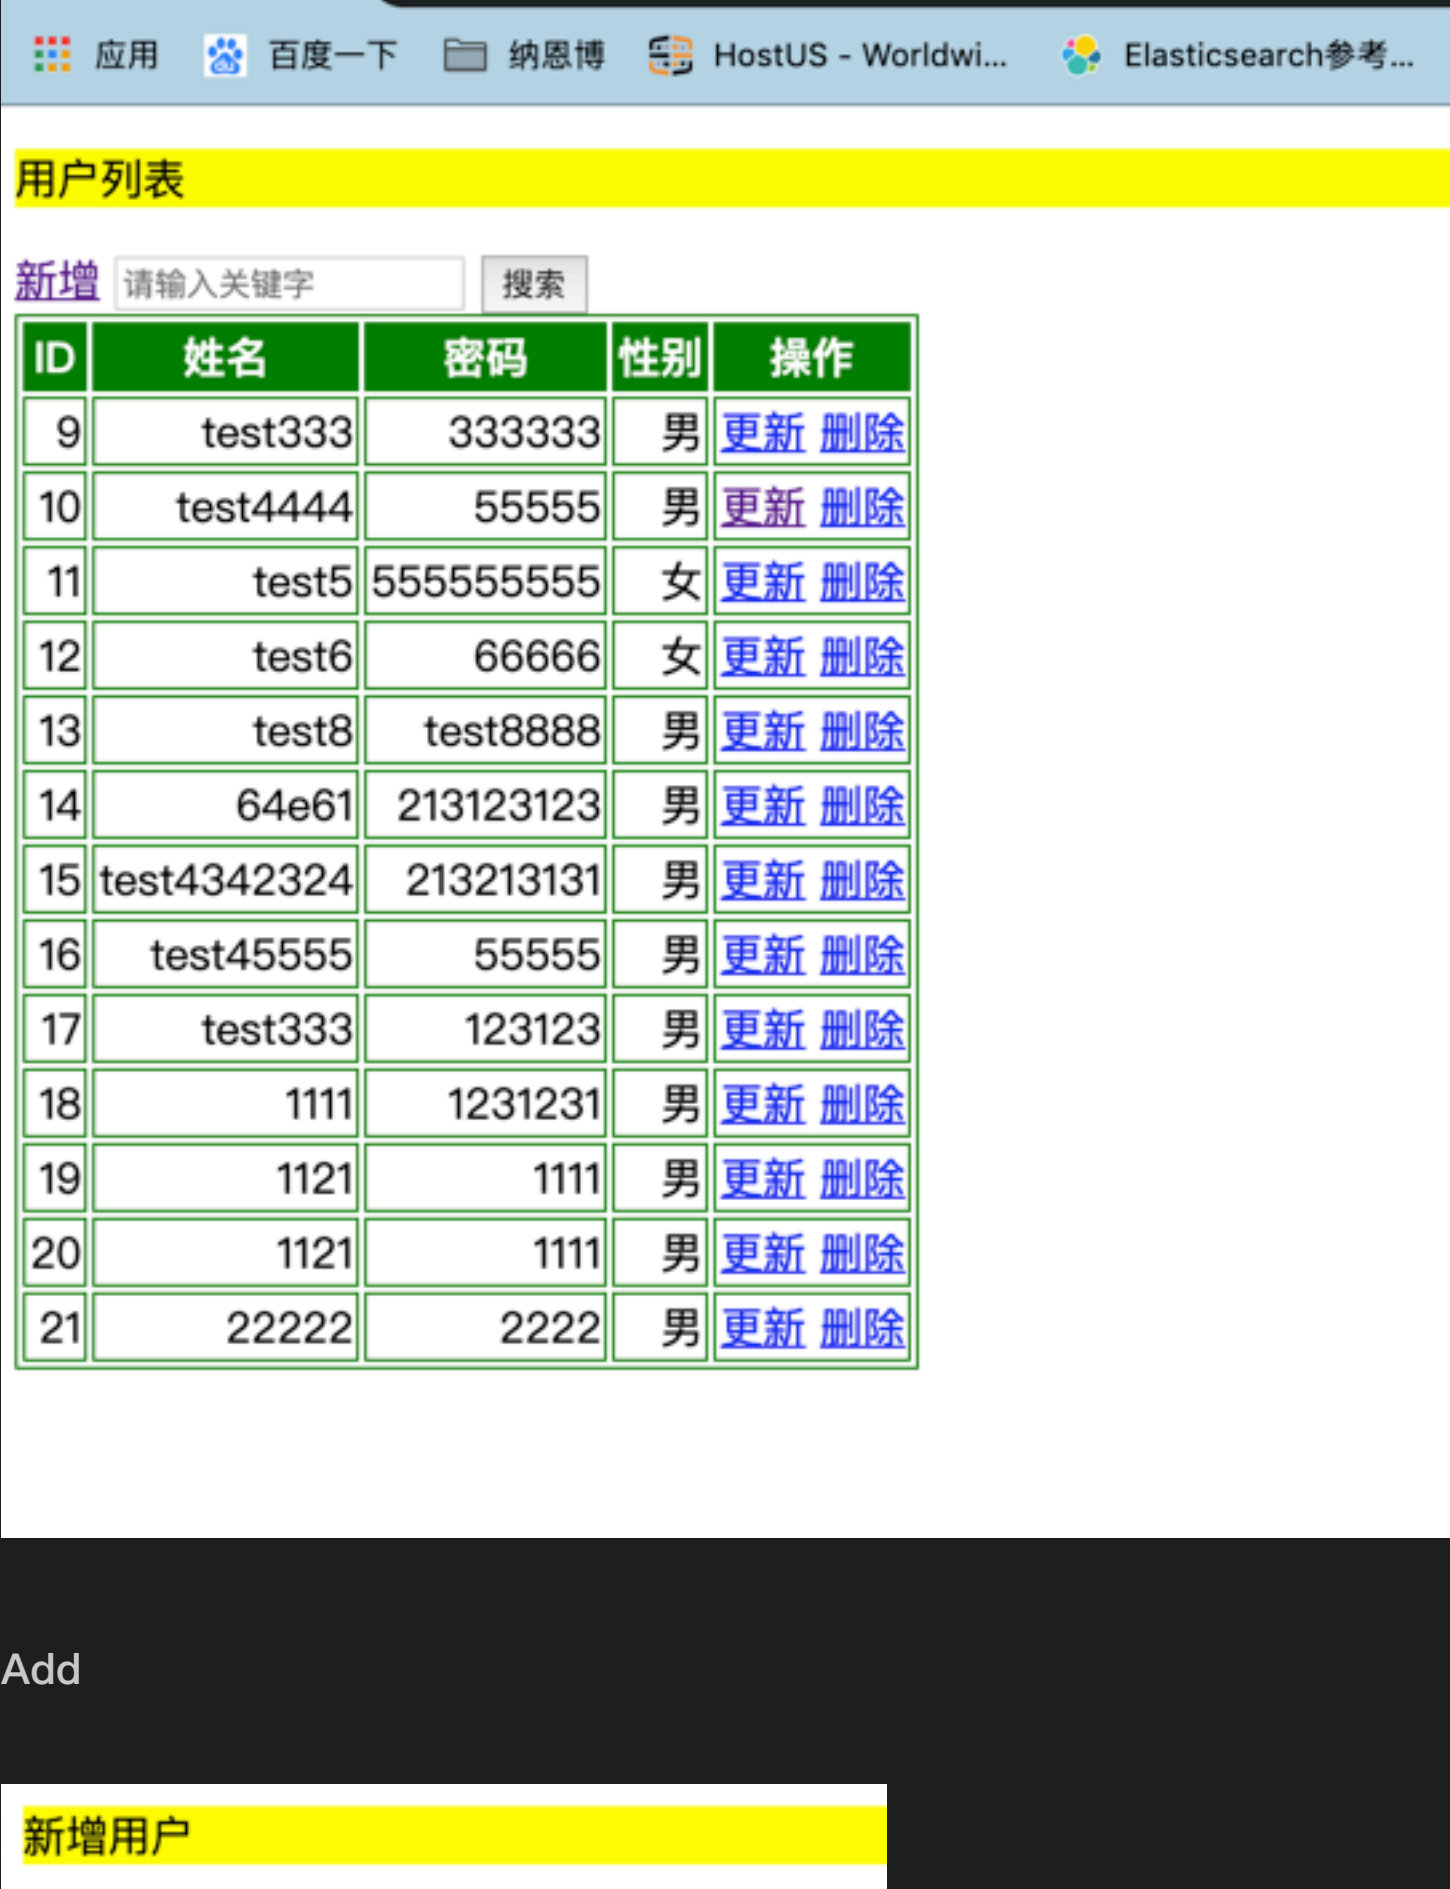 应用 百度一下 纳恩博 HostUS - Worldwi... Elasticsearch参考...
用户列表
新增 请输入关键字 搜索
ID 姓名 密码 性别 操作
9 test333 333333 男 更新 删除
10 test4444 55555 男 更新 删除
11 test5 555555555 女 更新 删除
12 test6 66666 女 更新 删除
13 test8 test8888 男 更新 删除
14 64e61 213123123 男 更新 删除
15 test4342324 213213131 男 更新 删除
16 test45555 55555 男 更新 删除
17 test333 123123 男 更新 删除
18 1111 1231231 男 更新 删除
19 1121 1111 男 更新 删除
20 1121 1111 男 更新 删除
21 22222 2222 男 更新 删除
Add
新增用户